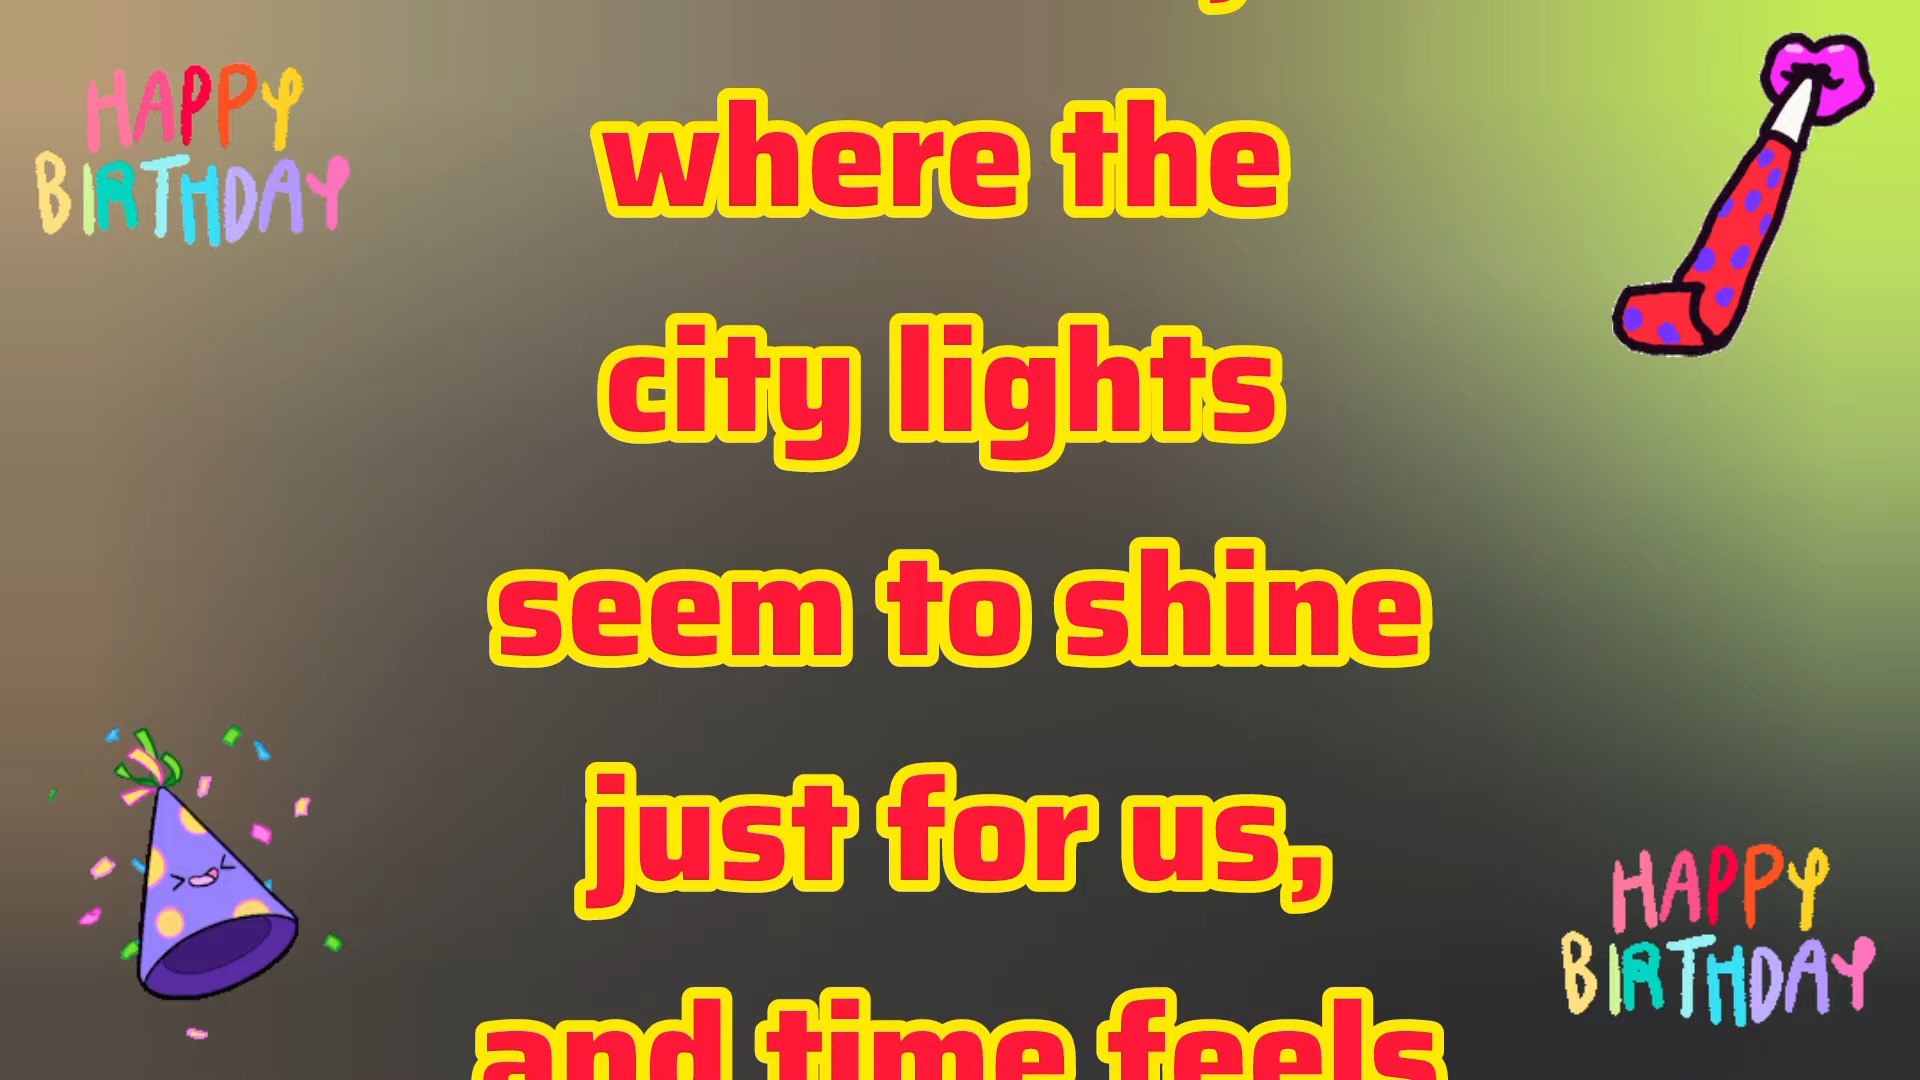 HAPPY
BIRTHDAY
where the
city lights
seem to shine
just for us,
and time feels
HAPPY
BIRTHDAY